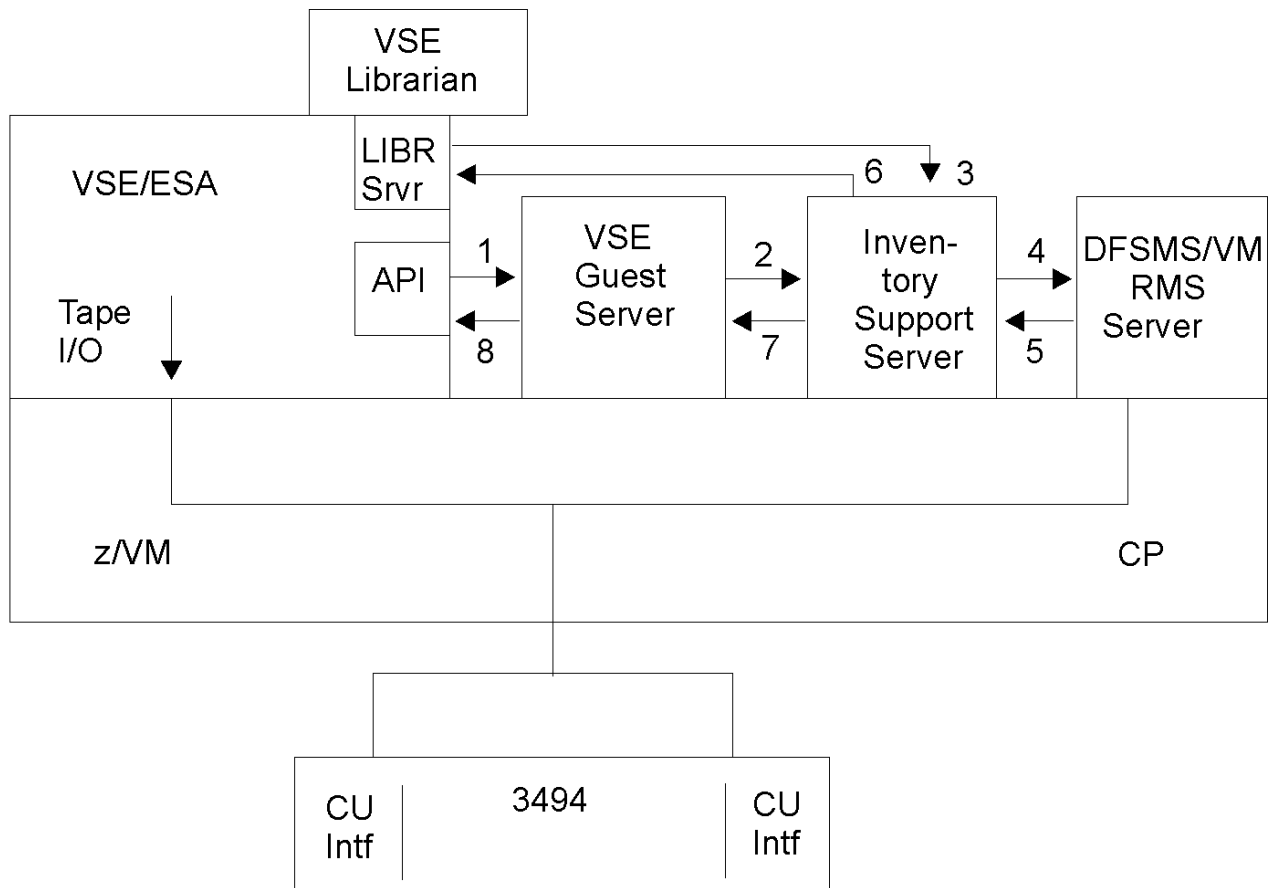 VSE
Librarian
LIBR
Srvr
VSE/ESA
6
3
API
1
VSE
Guest
Server
2
Inven-
tory
Support
Server
4
DFSMS/VM
RMS
Server
Tape
I/O
8
7
5
z/VM
CP
CU
Intf
3494
CU
Intf